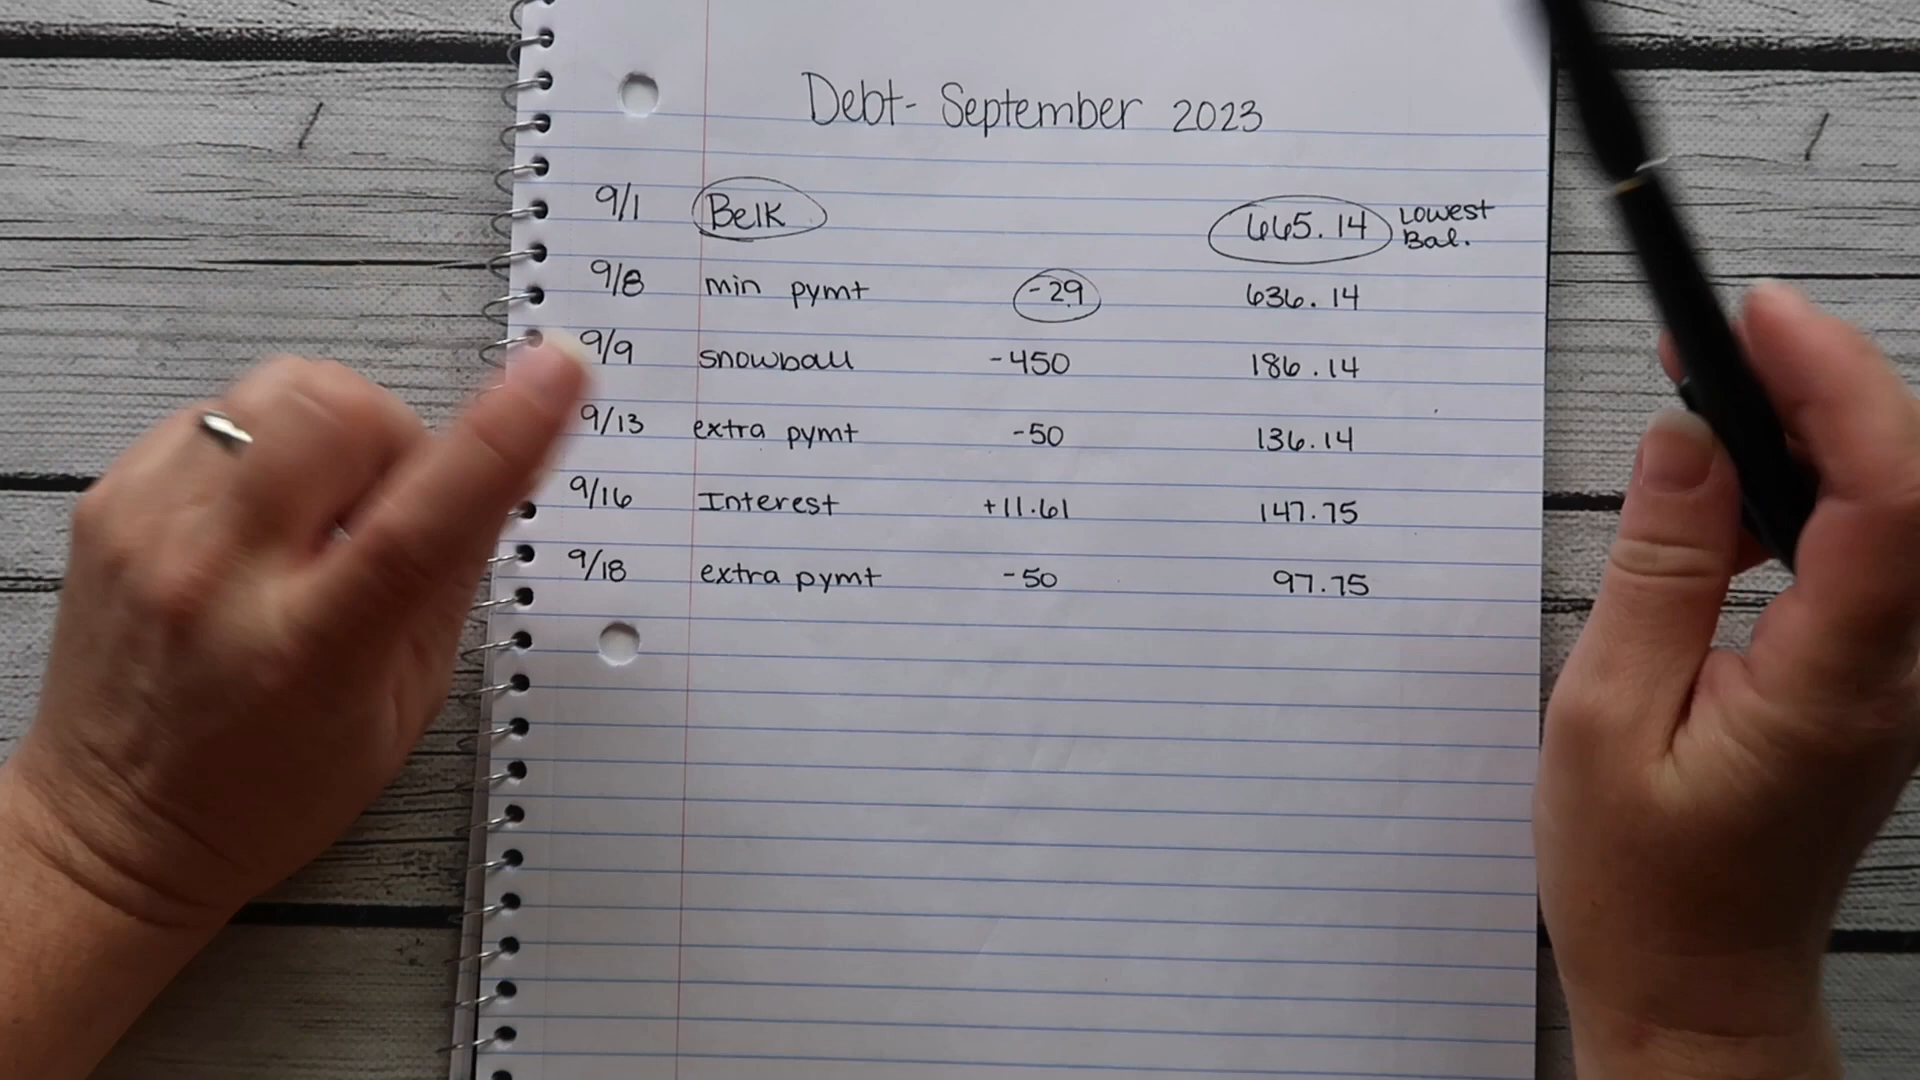 Debt- September 2023
9/1 Belk 665.14 Lowest Bal.
9/8 min pymt -29 636.14
9/9 snowball -450 186.14
9/13 extra pymt -50 136.14
9/16 Interest +11.61 147.75
9/18 extra pymt -50 97.75